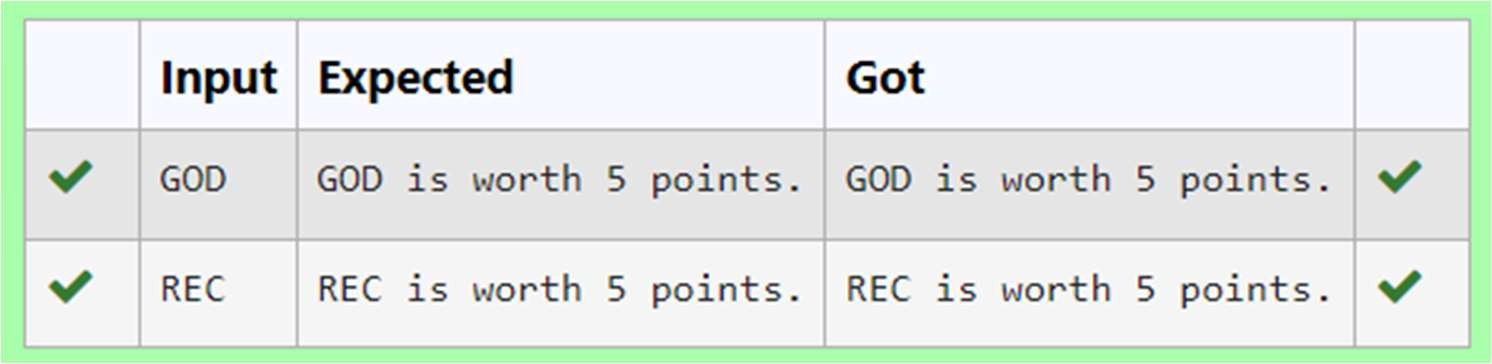 Input Expected Got
GOD GOD is worth 5 points. GOD is worth 5 points.
REC REC is worth 5 points. REC is worth 5 points.